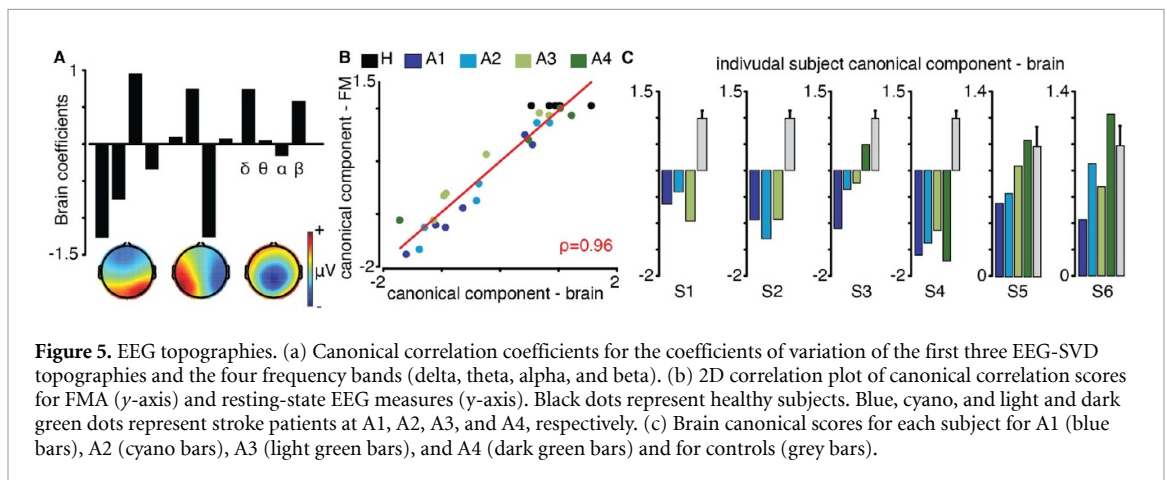 A
1
Brain coefficients
-1.5
δ θ α β
+
μV
-
B H A1 A2 A3 A4
1.5
canonical component - FM
-2
-2 2
canonical component - brain
ρ=0.96
C
indivudal subject canonical component - brain
1.5 1.5 1.5 1.5 1.4 1.4
-2 -2 -2 -2 0 0
S1 S2 S3 S4 S5 S6
Figure 5. EEG topographies. (a) Canonical correlation coefficients for the coefficients of variation of the first three EEG-SVD
topographies and the four frequency bands (delta, theta, alpha, and beta). (b) 2D correlation plot of canonical correlation scores
for FMA (y-axis) and resting-state EEG measures (y-axis). Black dots represent healthy subjects. Blue, cyano, and light and dark
green dots represent stroke patients at A1, A2, A3, and A4, respectively. (c) Brain canonical scores for each subject for A1 (blue
bars), A2 (cyano bars), A3 (light green bars), and A4 (dark green bars) and for controls (grey bars).